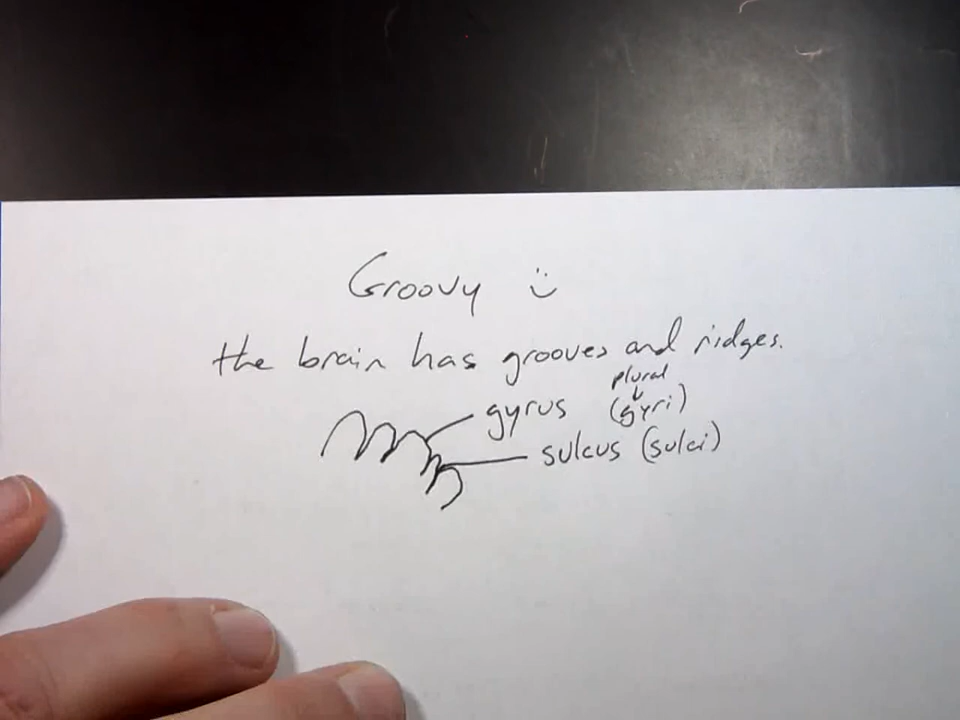 Groovy :)
the brain has grooves and ridges.
plural
gyrus (gyri)
sulcus (sulci)